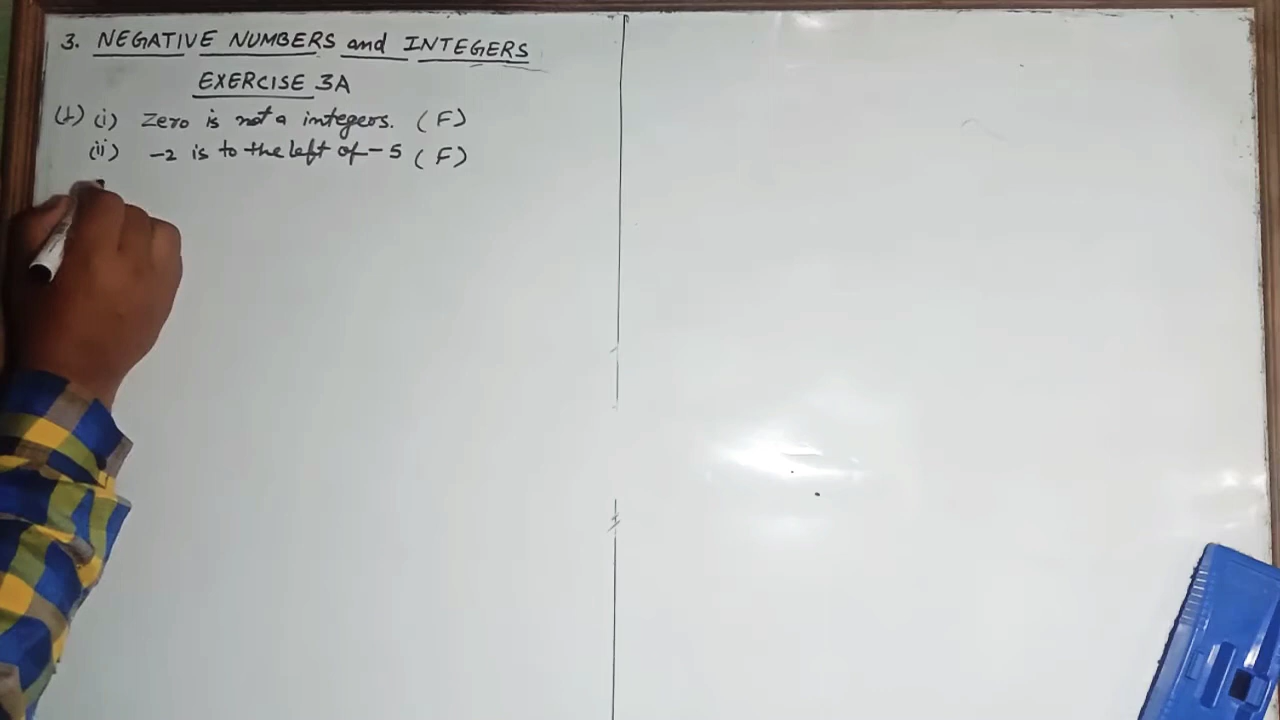 3. NEGATIVE NUMBERS and INTEGERS
EXERCISE 3A
(1) (i) Zero is not a integers. (F)
(ii) -2 is to the left of -5 (F)